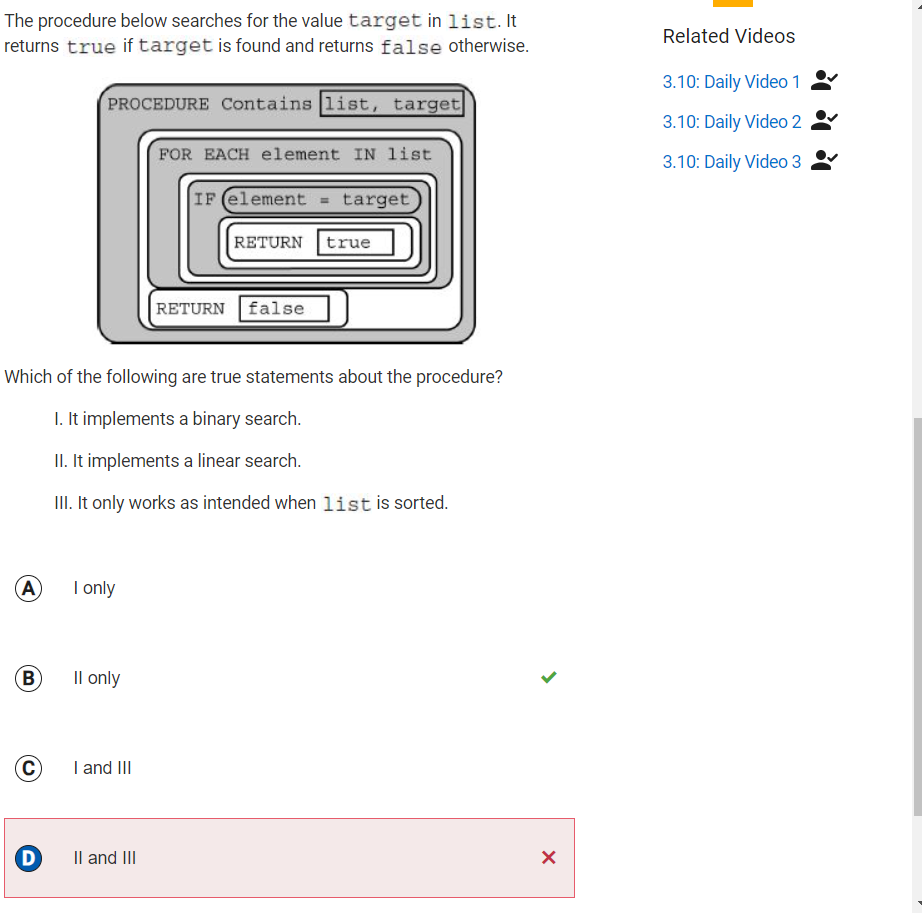 The procedure below searches for the value target in list. It
returns true if target is found and returns false otherwise.
PROCEDURE Contains list, target
FOR EACH element IN list
IF element = target
RETURN true
RETURN false
Which of the following are true statements about the procedure?
I. It implements a binary search.
II. It implements a linear search.
III. It only works as intended when list is sorted.
A I only
B II only
C I and III
D II and III
Related Videos
3.10: Daily Video 1
3.10: Daily Video 2
3.10: Daily Video 3